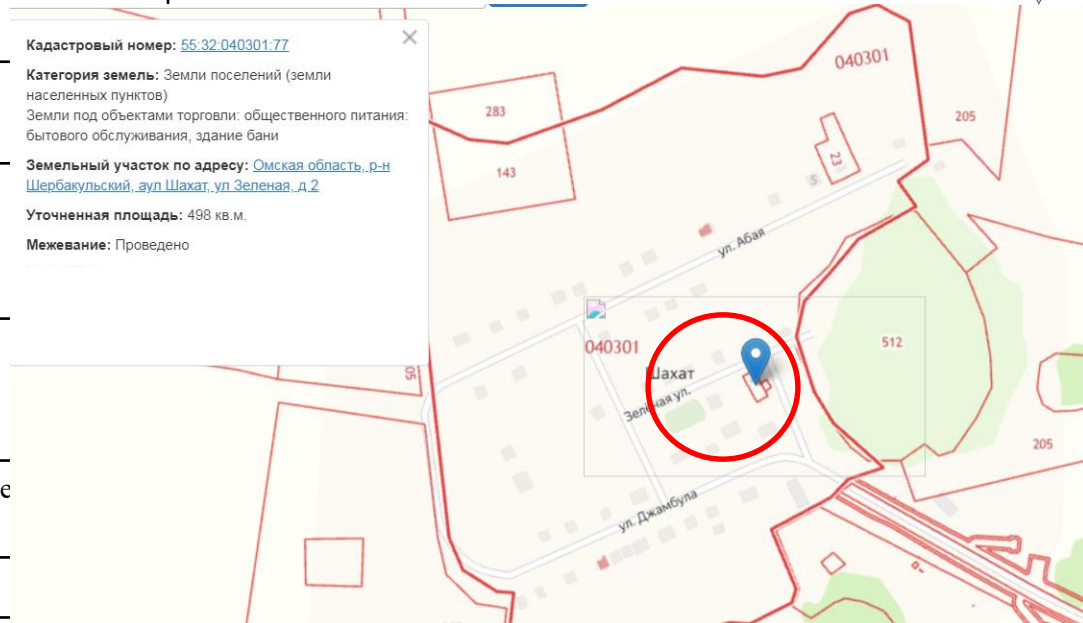 Кадастровый номер: 55:32:040301:77
Категория земель: Земли поселений (земли
населенных пунктов)
Земли под объектами торговли: общественного питания:
бытового обслуживания, здание бани
Земельный участок по адресу: Омская область, р-н
Шербакульский, аул Шахат, ул Зеленая, д 2
Уточненная площадь: 498 кв.м.
Межевание: Проведено
040301
283
205
143
23
5
ул. Абая
040301
512
Шахат
05
Зелёная ул.
205
ул. Джамбула